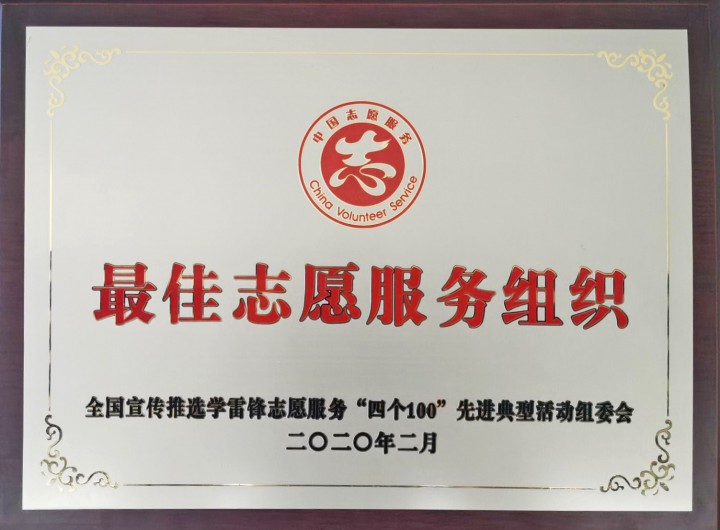 中国志愿服务
China Volunteer Service
最佳志愿服务组织
全国宣传推选学雷锋志愿服务“四个100”先进典型活动组委会
二〇二〇年二月